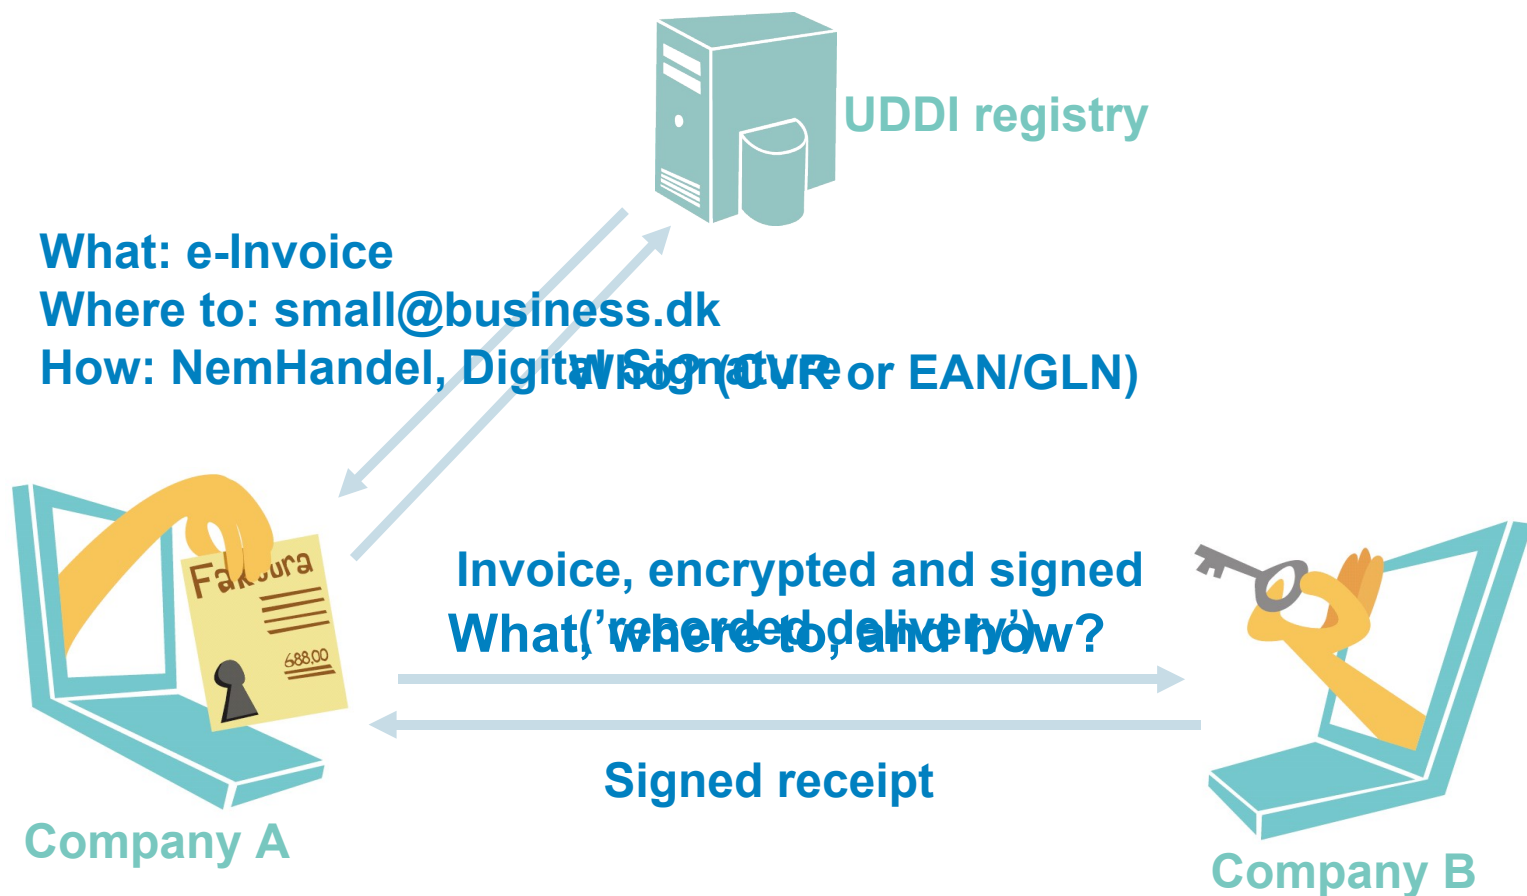 UDDI registry
What: e-Invoice
Where to: small@business.dk
How: NemHandel, Digital Signature
Who? (CVR or EAN/GLN)
Faktura
688,00
Invoice, encrypted and signed
(’recorded delivery’)
What, where to, and how?
Signed receipt
Company A
Company B